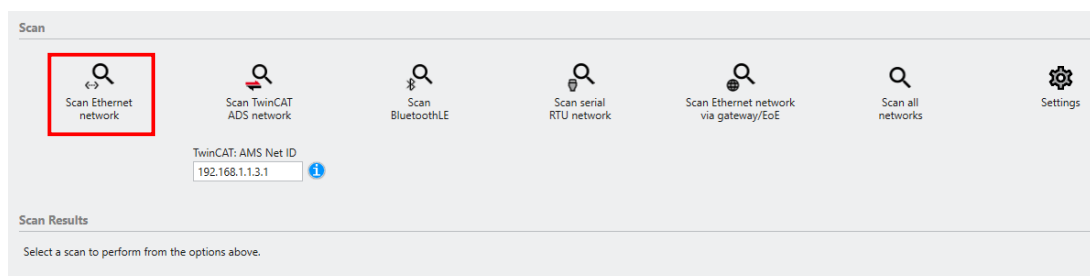 Scan
Scan Ethernet
network
Scan TwinCAT
ADS network
Scan
BluetoothLE
Scan serial
RTU network
Scan Ethernet network
via gateway/EoE
Scan all
networks
Settings
TwinCAT: AMS Net ID
192.168.1.1.3.1
Scan Results
Select a scan to perform from the options above.